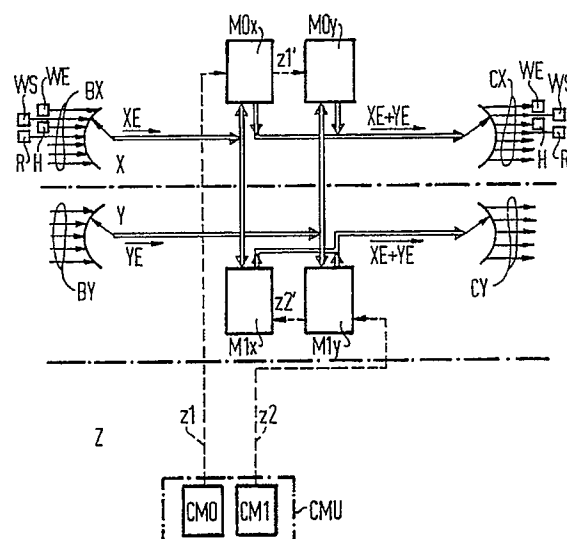 M0x M0y
z1'
WS WE BX CX WE WS
XE XE+YE
R H X H R
Y
YE XE+YE
BY CY
z2'
M1x M1y
z1 z2
Z
CM0 CM1 CMU